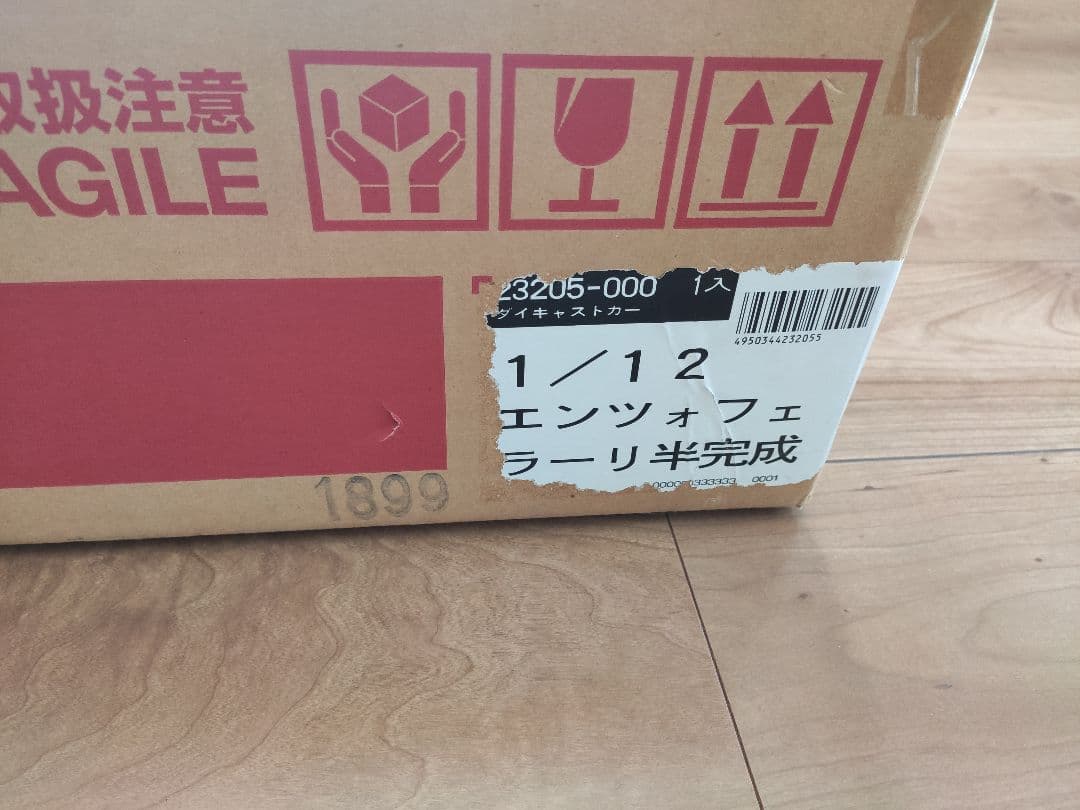 取扱注意
AGILE
23205-000 1入
ダイキャストカー
4950344232055
1／12
エンツォフェ
ラーリ半完成
0001
1899